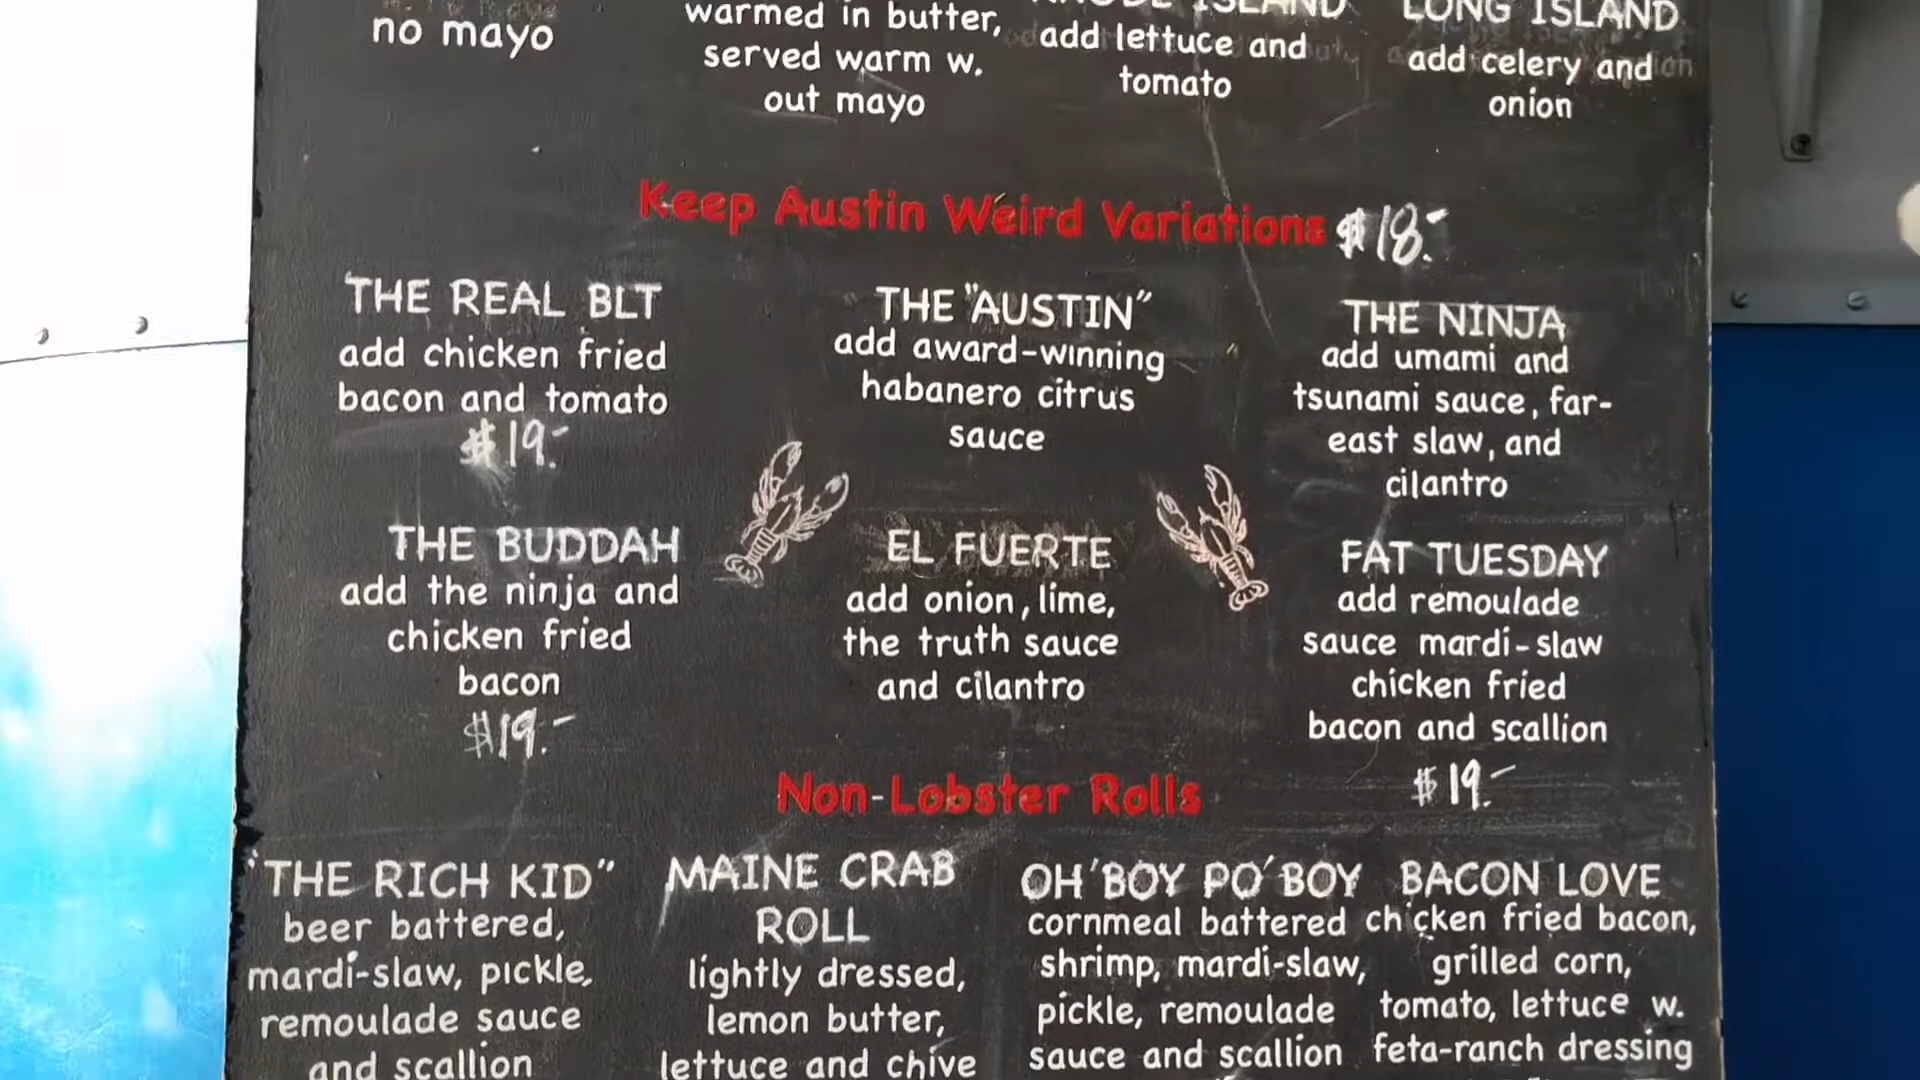 no mayo
warmed in butter,
served warm w.
out mayo
RHODE ISLAND
add lettuce and
tomato
LONG ISLAND
add celery and
onion
Keep Austin Weird Variations $18.-
THE REAL BLT
add chicken fried
bacon and tomato
$19.-
THE "AUSTIN"
add award-winning
habanero citrus
sauce
THE NINJA
add umami and
tsunami sauce, far-
east slaw, and
cilantro
THE BUDDAH
add the ninja and
chicken fried
bacon
$19.-
EL FUERTE
add onion, lime,
the truth sauce
and cilantro
FAT TUESDAY
add remoulade
sauce mardi-slaw
chicken fried
bacon and scallion
$19.-
Non-Lobster Rolls
"THE RICH KID"
beer battered,
mardi-slaw, pickle,
remoulade sauce
and scallion
MAINE CRAB
ROLL
lightly dressed,
lemon butter,
lettuce and chive
OH'BOY PO'BOY
cornmeal battered
shrimp, mardi-slaw,
pickle, remoulade
sauce and scallion
BACON LOVE
chicken fried bacon,
grilled corn,
tomato, lettuce w.
feta-ranch dressing